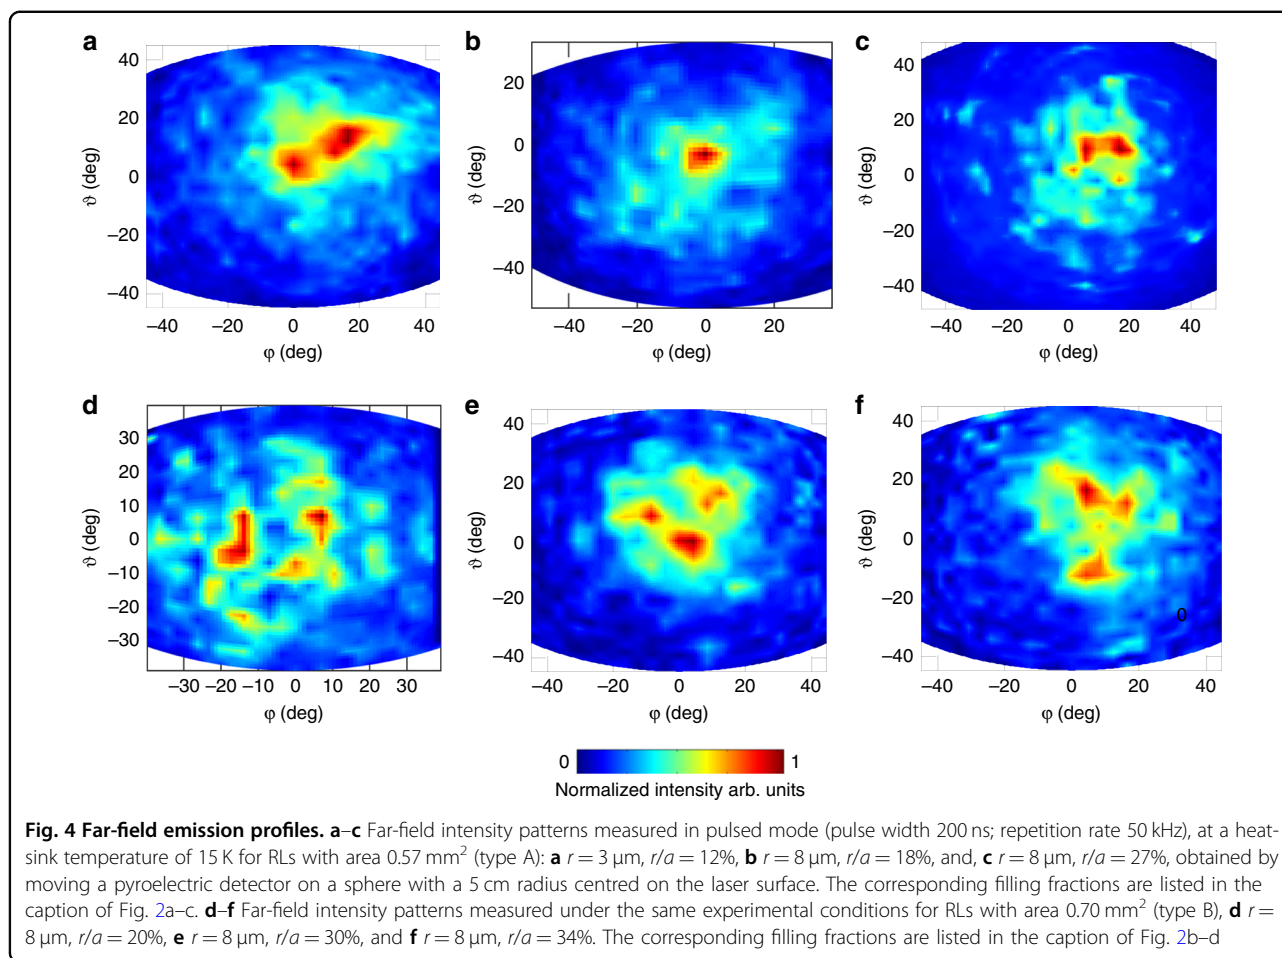 a
b
c
40
20
0
−20
−40
ϑ (deg)
−40
−20
0
20
40
φ (deg)
20
0
−20
−40
ϑ (deg)
−40
−20
0
20
φ (deg)
40
20
0
−20
−40
ϑ (deg)
−40
−20
0
20
40
φ (deg)
d
e
f
30
20
10
0
−10
−20
−30
ϑ (deg)
−30 −20 −10 0 10 20 30
φ (deg)
40
20
0
−20
−40
ϑ (deg)
−40 −20 0 20 40
φ (deg)
40
20
0
−20
−40
ϑ (deg)
0
−40 −20 0 20 40
φ (deg)
0 1
Normalized intensity arb. units
Fig. 4 Far-field emission profiles. a–c Far-field intensity patterns measured in pulsed mode (pulse width 200 ns; repetition rate 50 kHz), at a heat-
sink temperature of 15 K for RLs with area 0.57 mm² (type A): a r = 3 μm, r/a = 12%, b r = 8 μm, r/a = 18%, and, c r = 8 μm, r/a = 27%, obtained by
moving a pyroelectric detector on a sphere with a 5 cm radius centred on the laser surface. The corresponding filling fractions are listed in the
caption of Fig. 2a–c. d–f Far-field intensity patterns measured under the same experimental conditions for RLs with area 0.70 mm² (type B), d r =
8 μm, r/a = 20%, e r = 8 μm, r/a = 30%, and f r = 8 μm, r/a = 34%. The corresponding filling fractions are listed in the caption of Fig. 2b–d